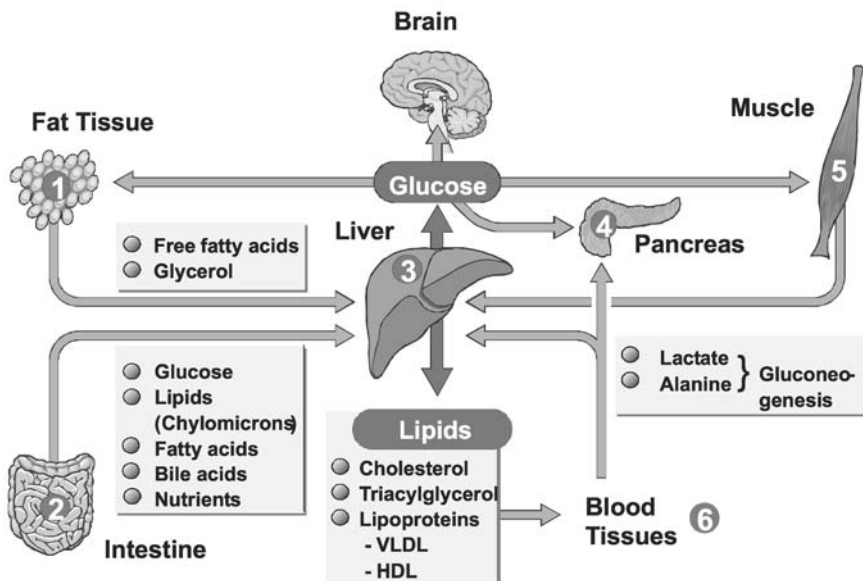 Brain
Fat Tissue
Muscle
1
Glucose
5
4
Pancreas
Liver
3
Free fatty acids
Glycerol
Glucose
Lipids
(Chylomicrons)
Fatty acids
Bile acids
Nutrients
Lactate
Alanine
}
Gluconeo-
genesis
2
Intestine
Lipids
Cholesterol
Triacylglycerol
Lipoproteins
- VLDL
- HDL
Blood
Tissues
6